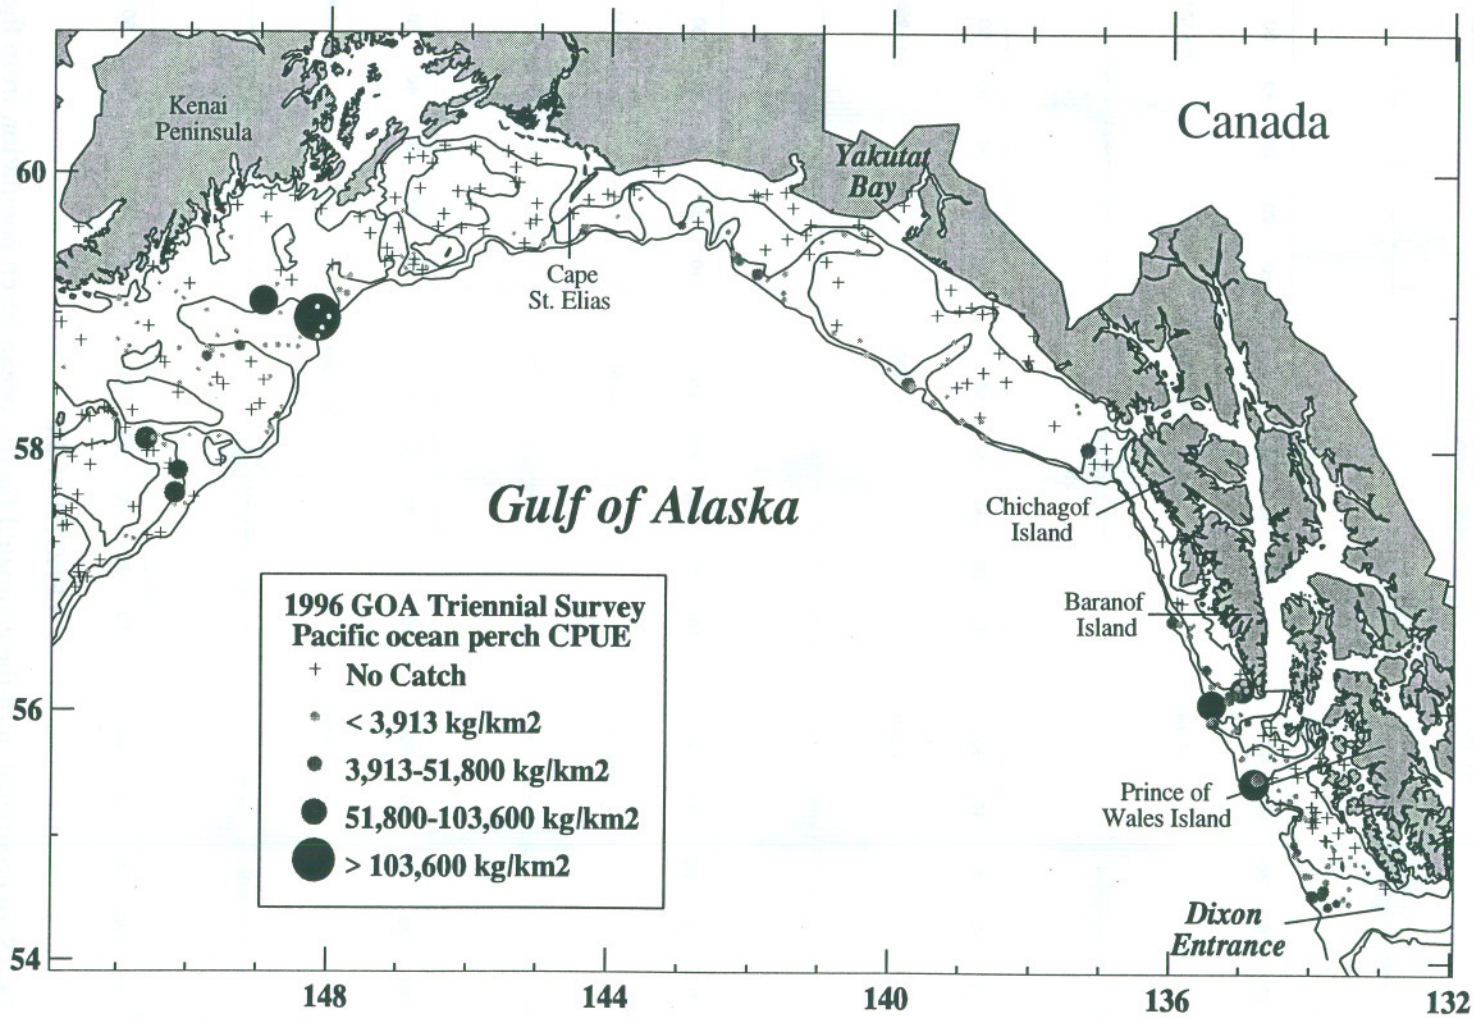 Canada
Kenai
Peninsula
Yakutat
Bay
60
Cape
St. Elias
58
Gulf of Alaska
Chichagof
Island
Baranof
Island
1996 GOA Triennial Survey
Pacific ocean perch CPUE
+ No Catch
< 3,913 kg/km2
3,913-51,800 kg/km2
51,800-103,600 kg/km2
> 103,600 kg/km2
56
Prince of
Wales Island
Dixon
Entrance
54
148
144
140
136
132